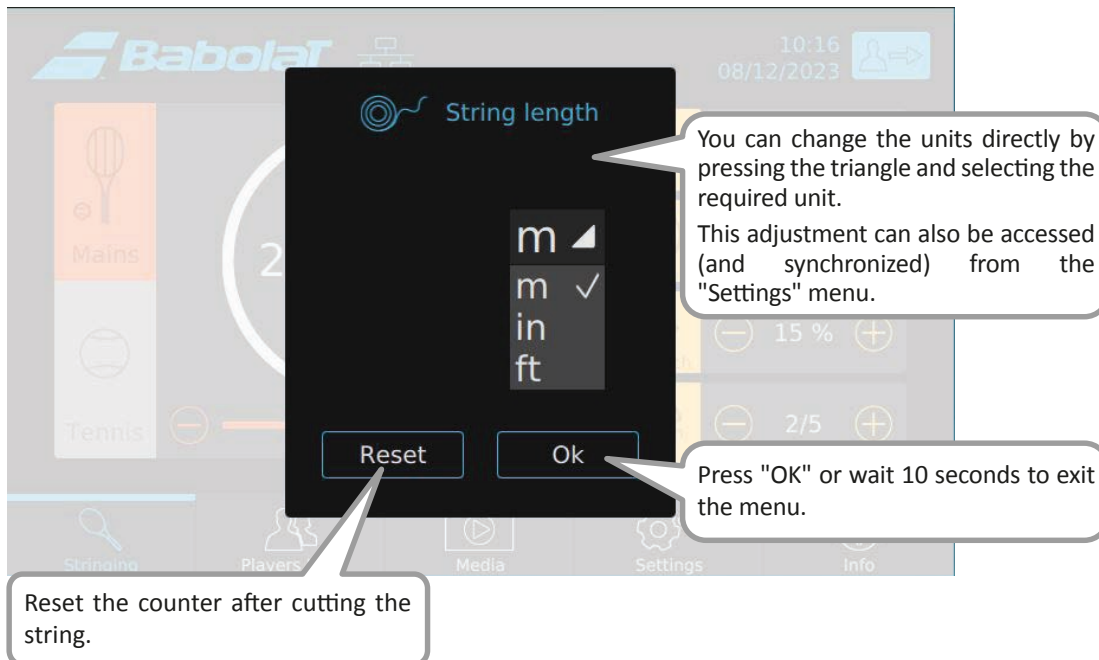 Babolat
10:16
08/12/2023
String length
You can change the units directly by
pressing the triangle and selecting the
required unit.
This adjustment can also be accessed
(and synchronized) from the
"Settings" menu.
m
m
in
ft
Mains
2
15 %
Tennis
2/5
Reset
Ok
Press "OK" or wait 10 seconds to exit
the menu.
Stringing
Players
Media
Settings
Info
Reset the counter after cutting the
string.